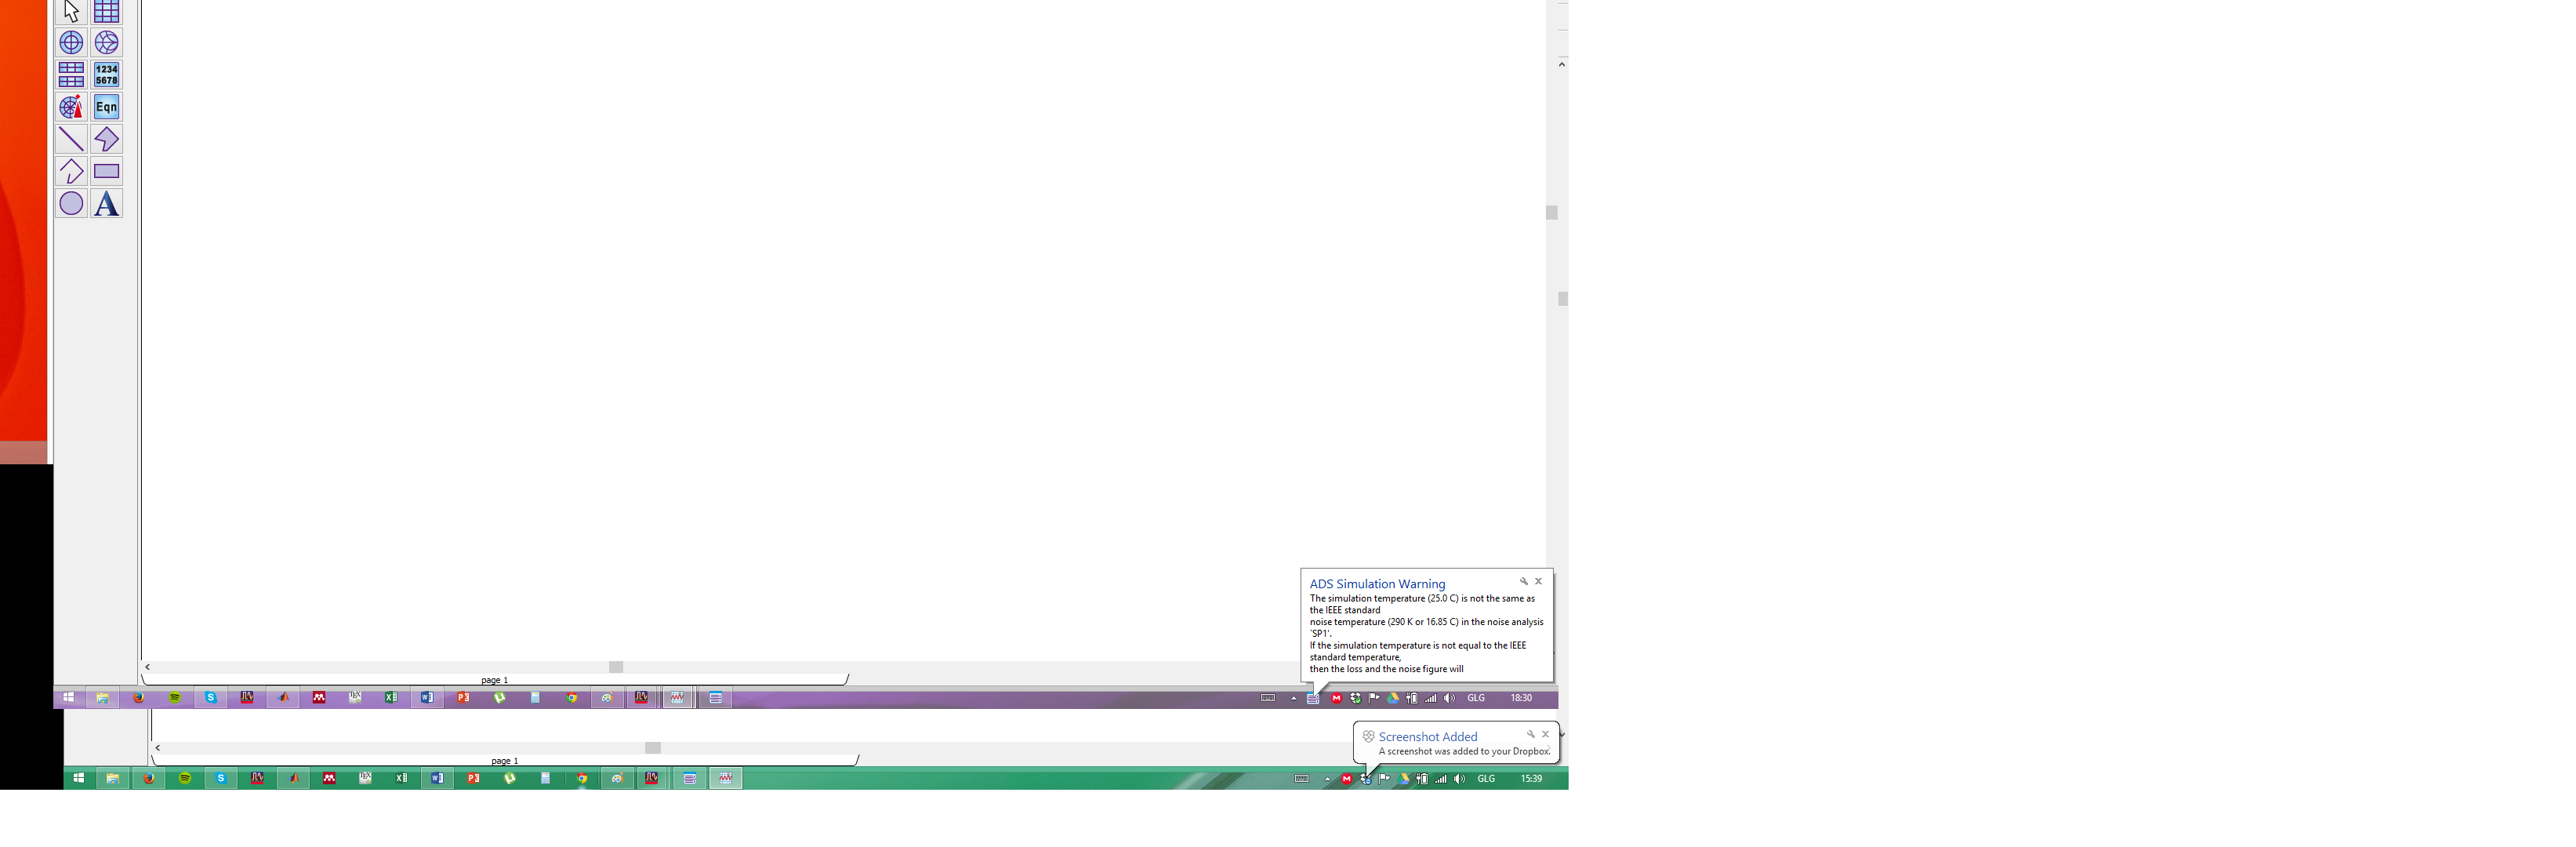 1234
5678
Eqn
A
ADS Simulation Warning
The simulation temperature (25.0 C) is not the same as
the IEEE standard
noise temperature (290 K or 16.85 C) in the noise analysis
`SP1'.
If the simulation temperature is not equal to the IEEE
standard temperature,
then the loss and the noise figure will
page 1
GLG
18:30
Screenshot Added
A screenshot was added to your Dropbox.
page 1
GLG
15:39